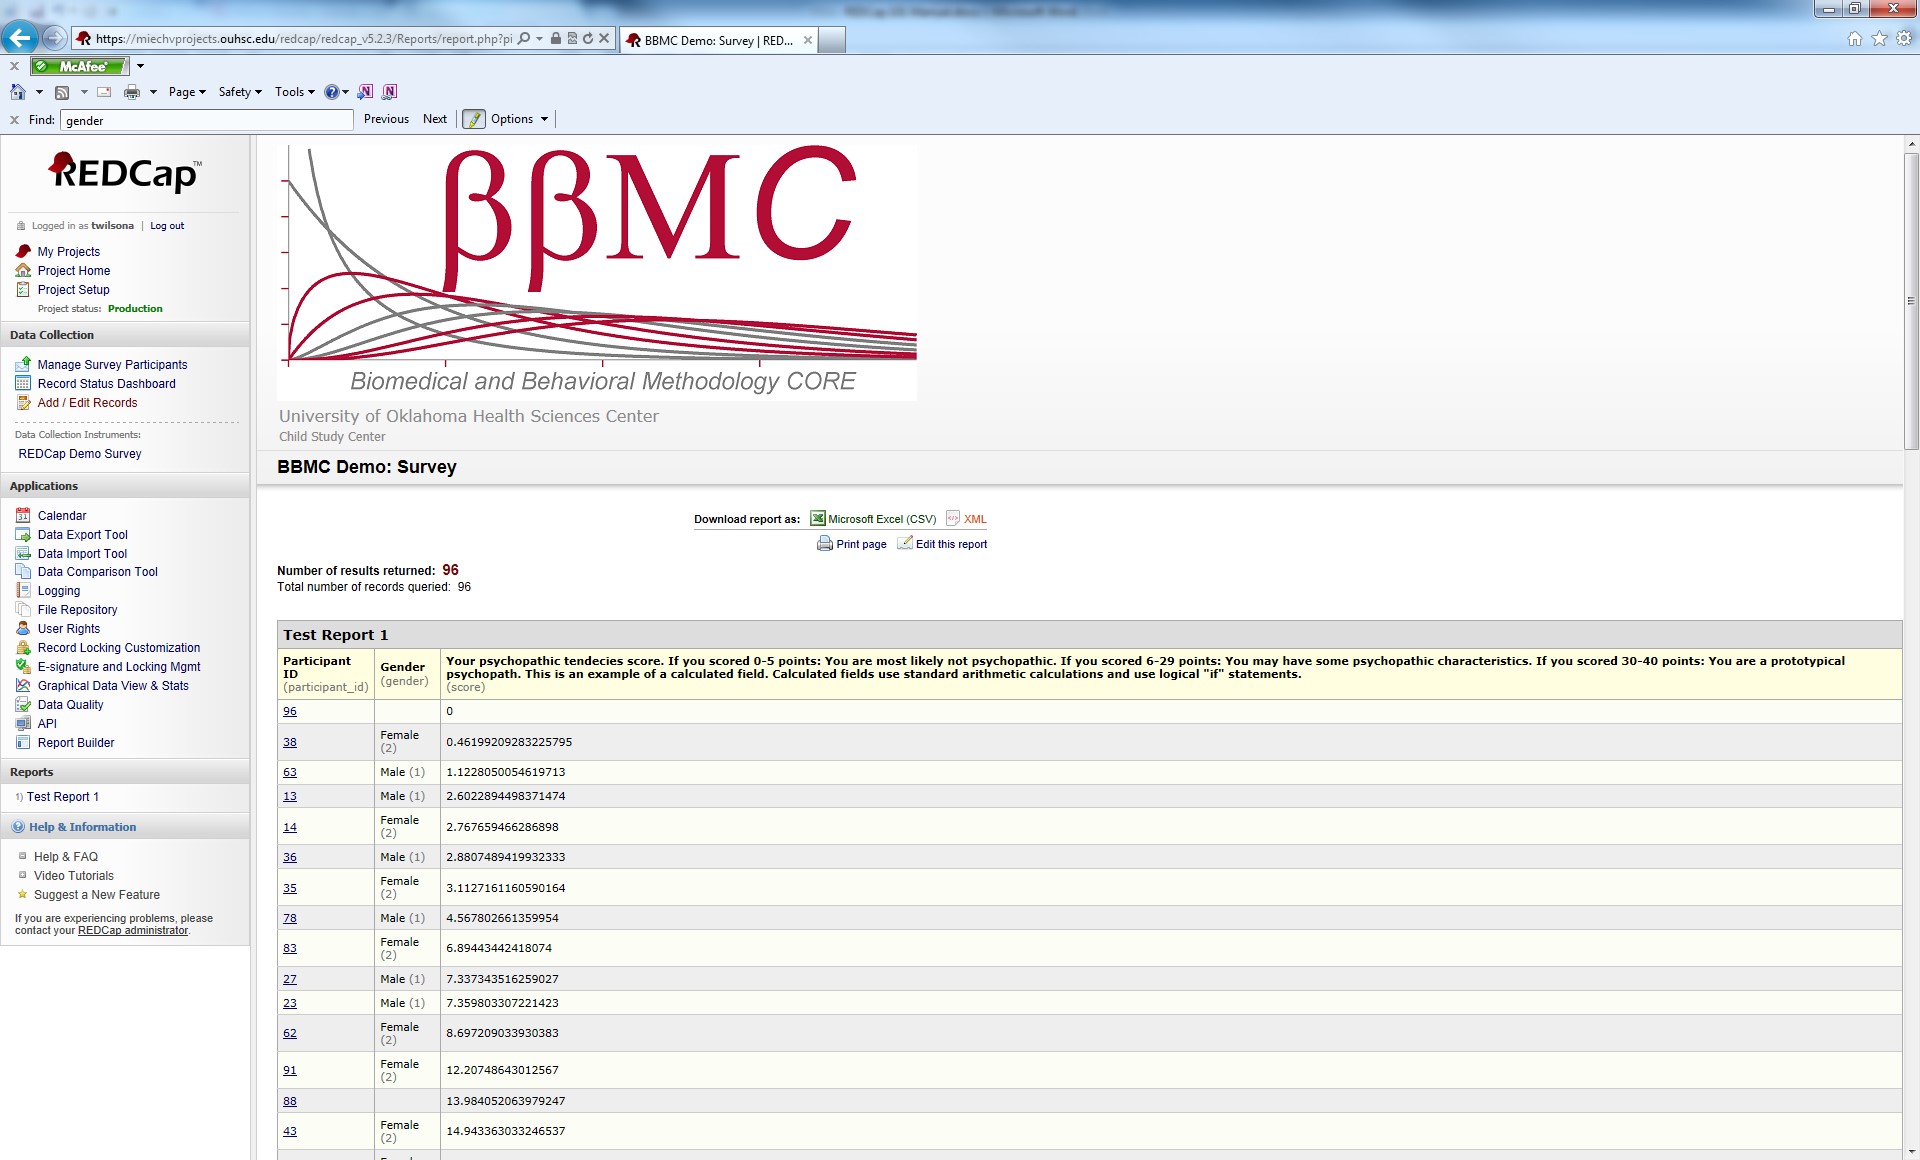 https://miechvprojects.ouhsc.edu/redcap/redcap_v5.2.3/Reports/report.php?pi
BBMC Demo: Survey | RED...
McAfee
Page Safety Tools
Find: gender Previous Next Options
REDCap™
Logged in as twilsona | Log out
My Projects
Project Home
Project Setup
Project status: Production
Data Collection
Manage Survey Participants
Record Status Dashboard
Add / Edit Records
Data Collection Instruments:
REDCap Demo Survey
Applications
Calendar
Data Export Tool
Data Import Tool
Data Comparison Tool
Logging
File Repository
User Rights
Record Locking Customization
E-signature and Locking Mgmt
Graphical Data View & Stats
Data Quality
API
Report Builder
Reports
1) Test Report 1
Help & Information
Help & FAQ
Video Tutorials
Suggest a New Feature
If you are experiencing problems, please
contact your REDCap administrator.
ββMC
Biomedical and Behavioral Methodology CORE
University of Oklahoma Health Sciences Center
Child Study Center
BBMC Demo: Survey
Download report as: Microsoft Excel (CSV) XML
Print page Edit this report
Number of results returned: 96
Total number of records queried: 96
Test Report 1
Participant ID (participant_id)
Gender (gender)
Your psychopathic tendecies score. If you scored 0-5 points: You are most likely not psychopathic. If you scored 6-29 points: You may have some psychopathic characteristics. If you scored 30-40 points: You are a prototypical
psychopath. This is an example of a calculated field. Calculated fields use standard arithmetic calculations and use logical "if" statements.
(score)
96 0
38 Female (2) 0.46199209283225795
63 Male (1) 1.1228050054619713
13 Male (1) 2.6022894498371474
14 Female (2) 2.767659466286898
36 Male (1) 2.8807489419932333
35 Female (2) 3.1127161160590164
78 Male (1) 4.567802661359954
83 Female (2) 6.89443442418074
27 Male (1) 7.337343516259027
23 Male (1) 7.359803307221423
62 Female (2) 8.697209033930383
91 Female (2) 12.20748643012567
88 13.984052063979247
43 Female (2) 14.943363033246537